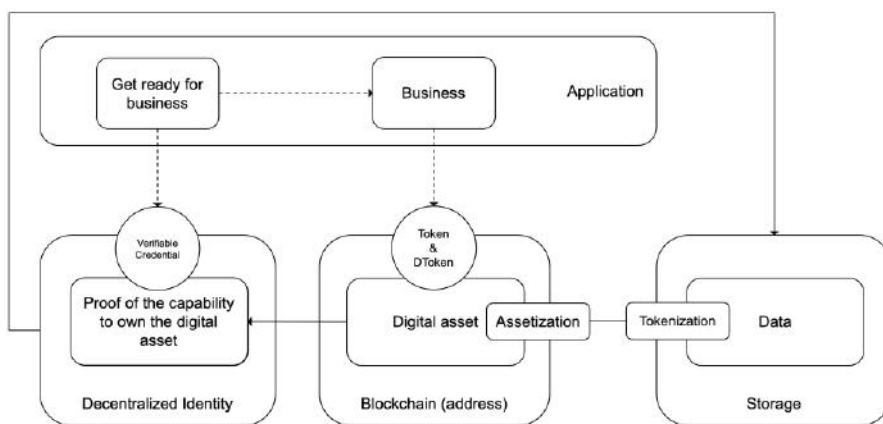 Get ready for
business
Business
Application
Verifiable
Credential
Token
&
DToken
Proof of the capability
to own the digital
asset
Digital asset
Assetization
Tokenization
Data
Decentralized Identity
Blockchain (address)
Storage